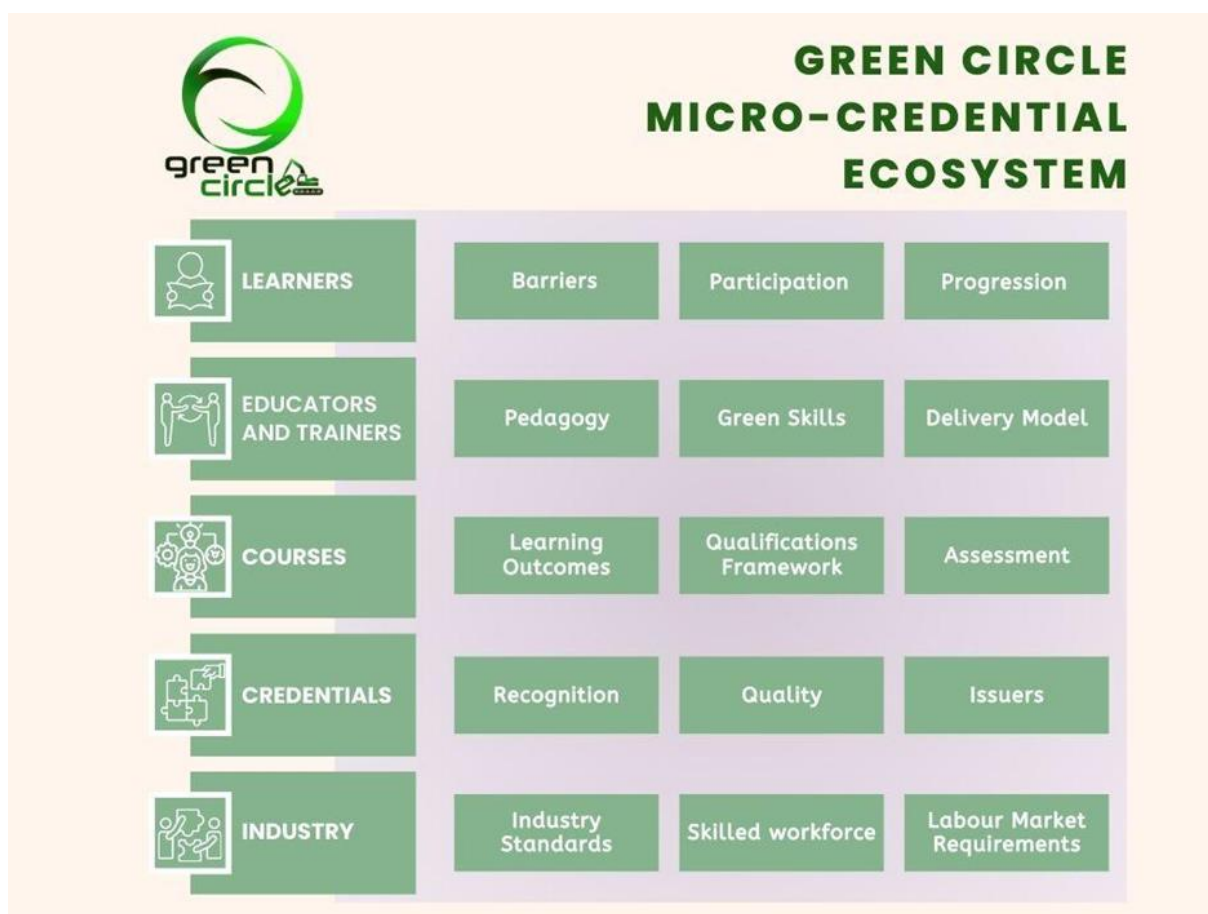 green
circle
GREEN CIRCLE
MICRO-CREDENTIAL
ECOSYSTEM
LEARNERS
Barriers
Participation
Progression
EDUCATORS
AND TRAINERS
Pedagogy
Green Skills
Delivery Model
COURSES
Learning
Outcomes
Qualifications
Framework
Assessment
CREDENTIALS
Recognition
Quality
Issuers
INDUSTRY
Industry
Standards
Skilled workforce
Labour Market
Requirements